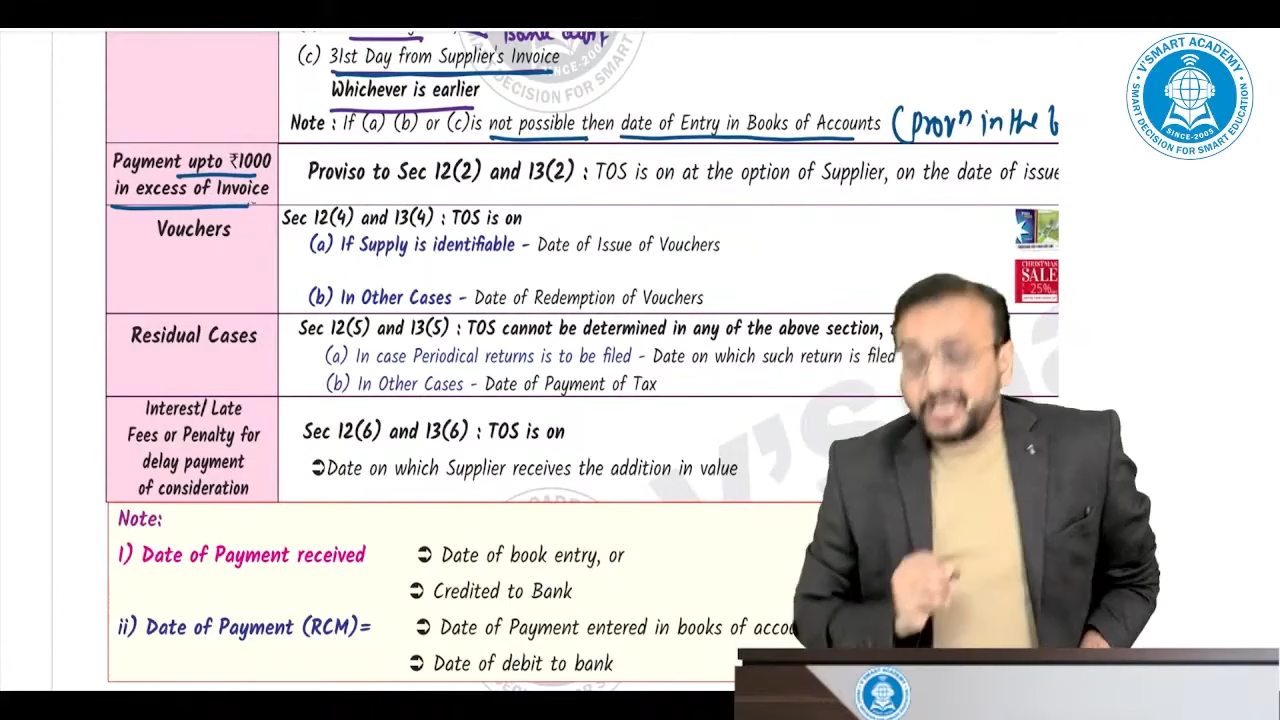 (c) 31st Day from Supplier's Invoice
Whichever is earlier
Note : If (a) (b) or (c)is not possible then date of Entry in Books of Accounts (provn in the b
Payment upto ₹1000
in excess of Invoice
Proviso to Sec 12(2) and 13(2) : TOS is on at the option of Supplier, on the date of issue
Vouchers
Sec 12(4) and 13(4) : TOS is on
(a) If Supply is identifiable - Date of Issue of Vouchers
(b) In Other Cases - Date of Redemption of Vouchers
CHRISTMAS
SALE
25%
Residual Cases
Sec 12(5) and 13(5) : TOS cannot be determined in any of the above section,
(a) In case Periodical returns is to be filed - Date on which such return is filed
(b) In Other Cases - Date of Payment of Tax
Interest/ Late
Fees or Penalty for
delay payment
of consideration
Sec 12(6) and 13(6) : TOS is on
➲Date on which Supplier receives the addition in value
Note:
I) Date of Payment received ➲ Date of book entry, or
➲ Credited to Bank
ii) Date of Payment (RCM)= ➲ Date of Payment entered in books of accou
➲ Date of debit to bank
V'SMART ACADEMY
SINCE-2005
SMART DECISION FOR SMART EDUCATION